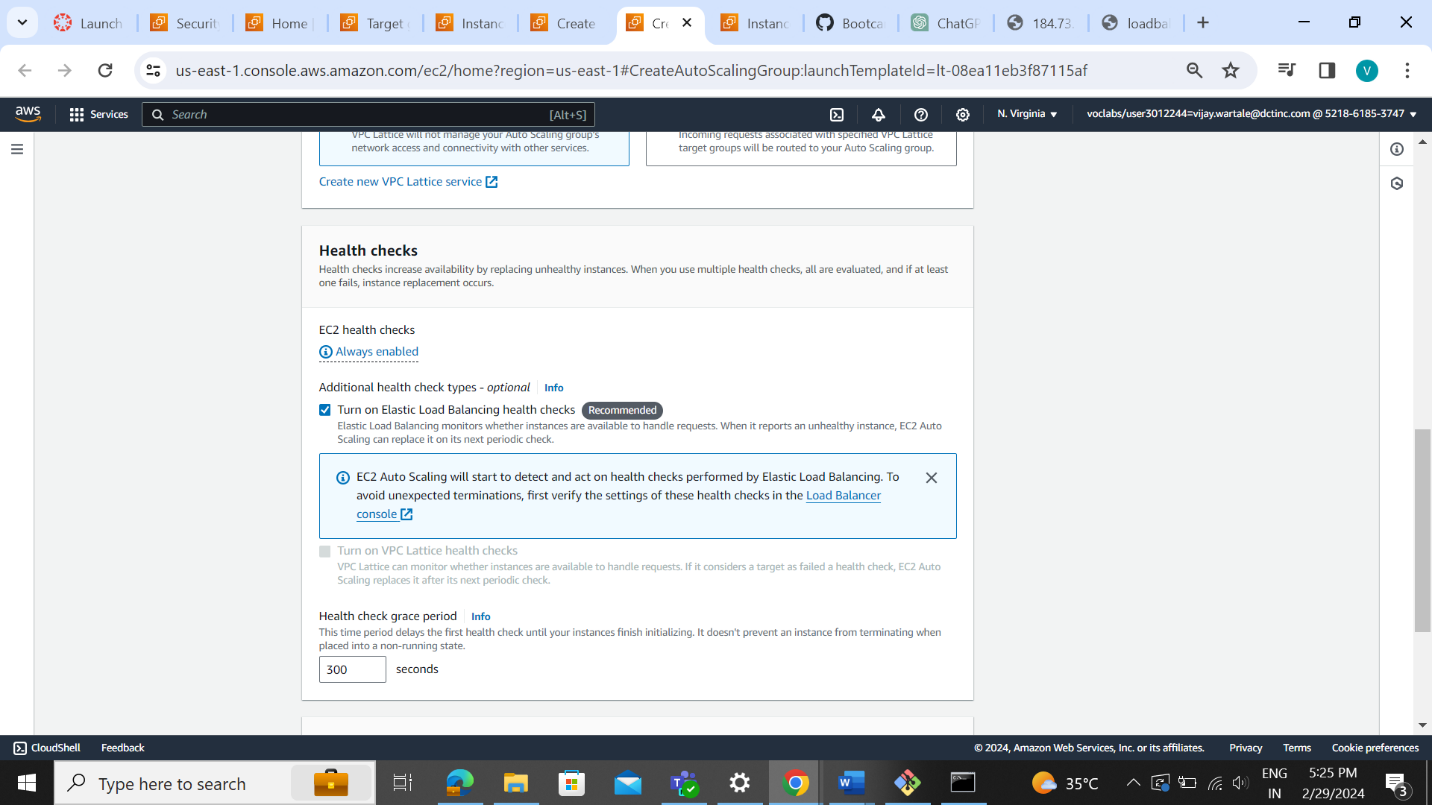 Launch
Securit
Home
Target
Instanc
Create
Cre
Instanc
Bootca
ChatGP
184.73.
loadba
us-east-1.console.aws.amazon.com/ec2/home?region=us-east-1#CreateAutoScalingGroup:launchTemplateId=lt-08ea11eb3f87115af
V
aws
Services
Search
[Alt+S]
N. Virginia
voclabs/user3012244=vijay.wartale@dctinc.com @ 5218-6185-3747
VPC Lattice will not manage your Auto Scaling group's
network access and connectivity with other services.
Incoming requests associated with specified VPC Lattice
target groups will be routed to your Auto Scaling group.
Create new VPC Lattice service
Health checks
Health checks increase availability by replacing unhealthy instances. When you use multiple health checks, all are evaluated, and if at least
one fails, instance replacement occurs.
EC2 health checks
Always enabled
Additional health check types - optional Info
Turn on Elastic Load Balancing health checks Recommended
Elastic Load Balancing monitors whether instances are available to handle requests. When it reports an unhealthy instance, EC2 Auto
Scaling can replace it on its next periodic check.
EC2 Auto Scaling will start to detect and act on health checks performed by Elastic Load Balancing. To
avoid unexpected terminations, first verify the settings of these health checks in the Load Balancer
console
Turn on VPC Lattice health checks
VPC Lattice can monitor whether instances are available to handle requests. If it considers a target as failed a health check, EC2 Auto
Scaling replaces it after its next periodic check.
Health check grace period Info
This time period delays the first health check until your instances finish initializing. It doesn't prevent an instance from terminating when
placed into a non-running state.
300 seconds
CloudShell
Feedback
© 2024, Amazon Web Services, Inc. or its affiliates.
Privacy
Terms
Cookie preferences
Type here to search
35°C
ENG
IN
5:25 PM
2/29/2024
3